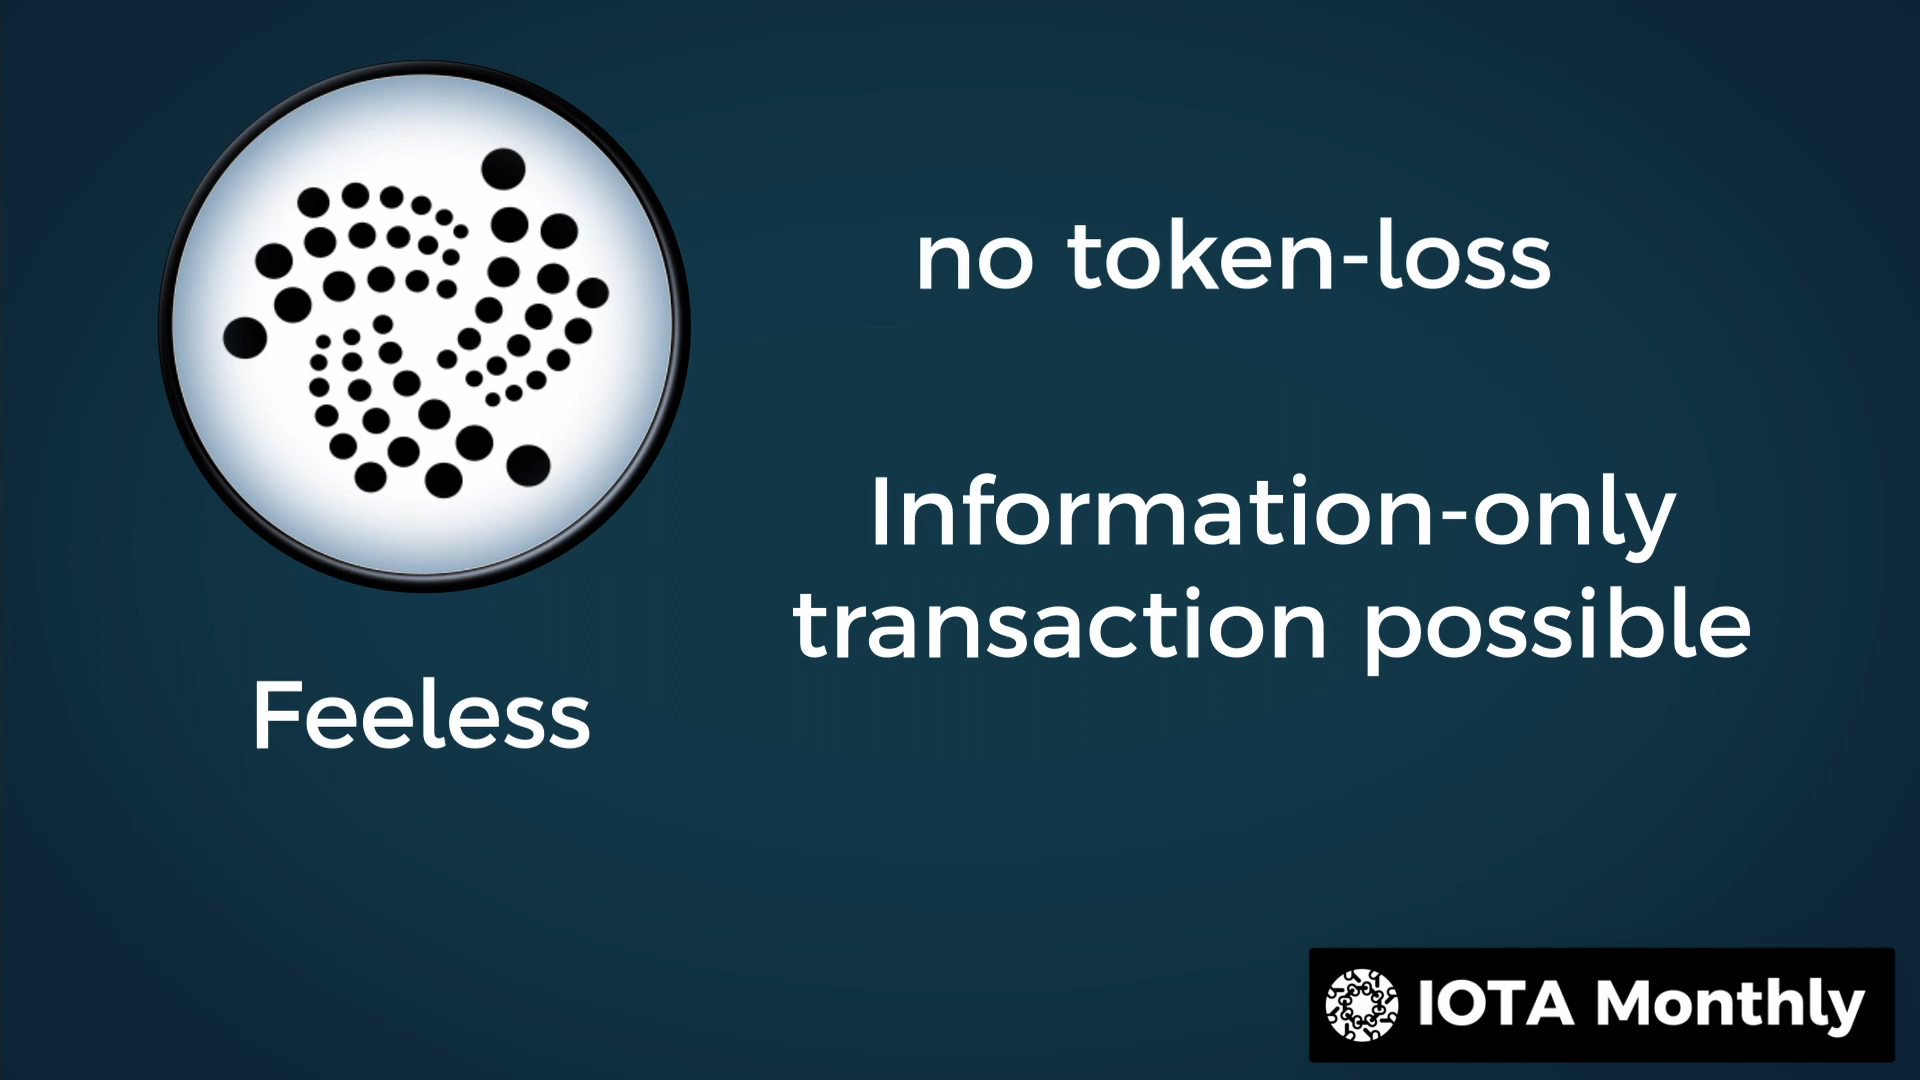 Feeless
no token-loss
Information-only
transaction possible
IOTA Monthly